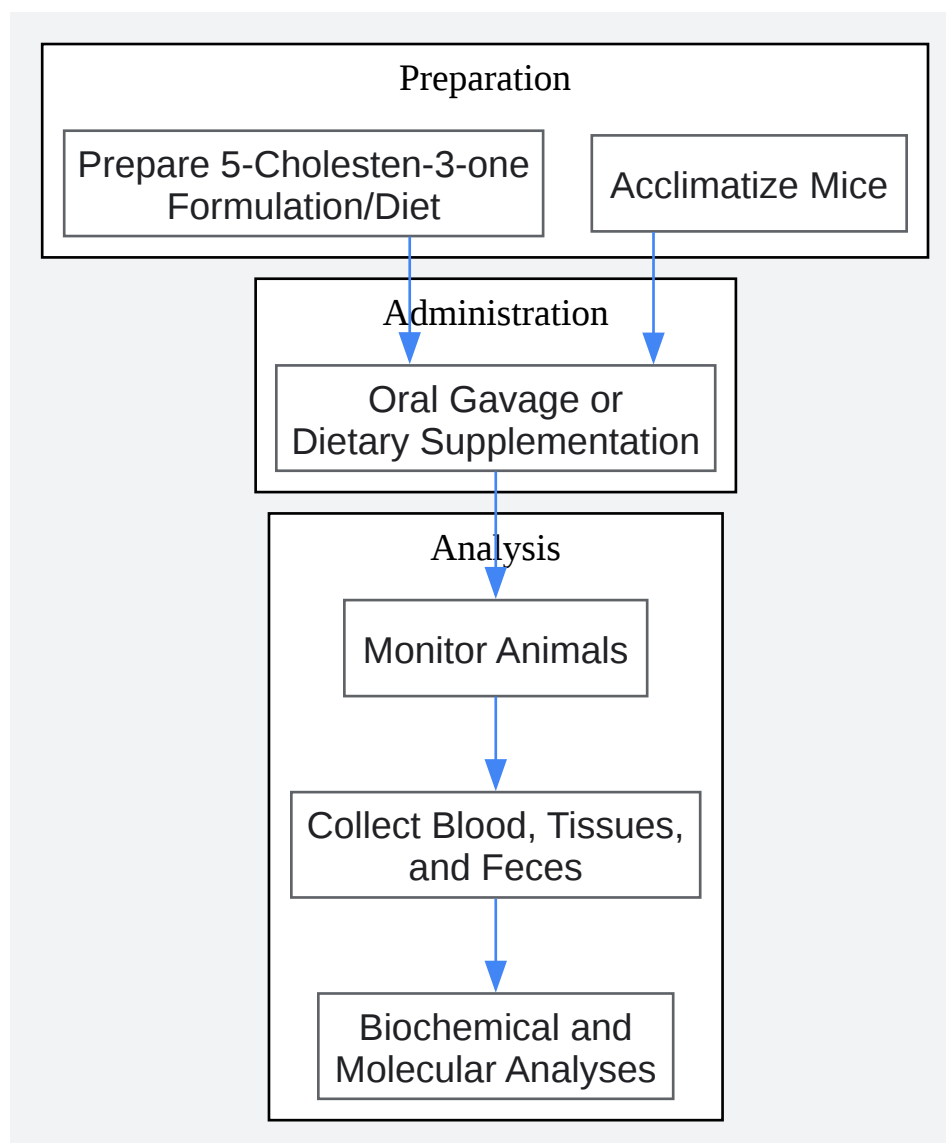 Preparation
Prepare 5-Cholesten-3-one
Formulation/Diet
Acclimatize Mice
Administration
Oral Gavage or
Dietary Supplementation
Analysis
Monitor Animals
Collect Blood, Tissues,
and Feces
Biochemical and
Molecular Analyses